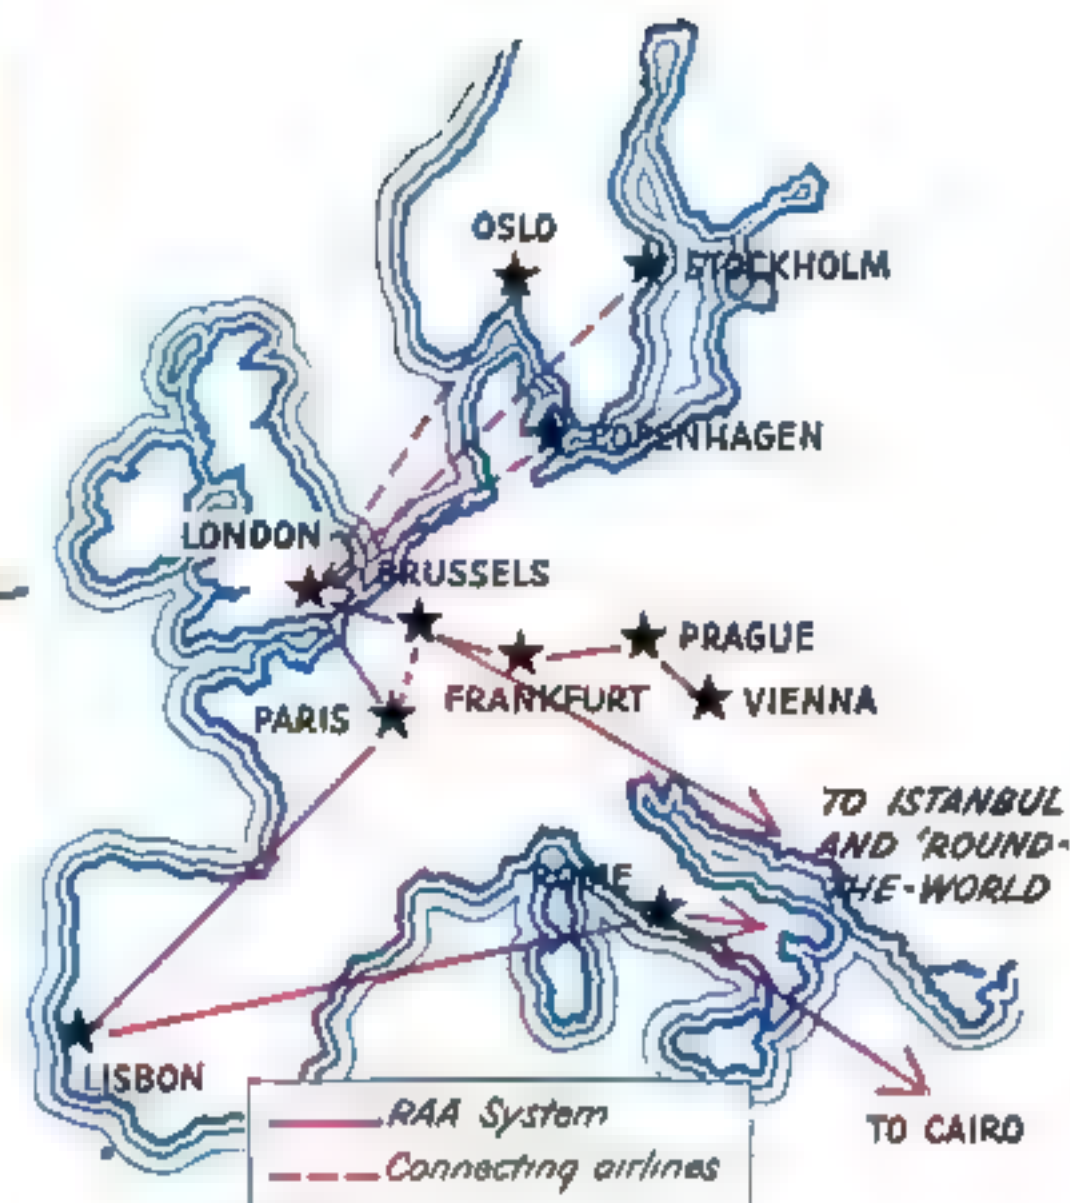 OSLO
STOCKHOLM
COPENHAGEN
LONDON
BRUSSELS
PRAGUE
FRANKFURT
PARIS
VIENNA
TO ISTANBUL
AND 'ROUND-
THE-WORLD
ROME
LISBON
RAA System
TO CAIRO
Connecting airlines